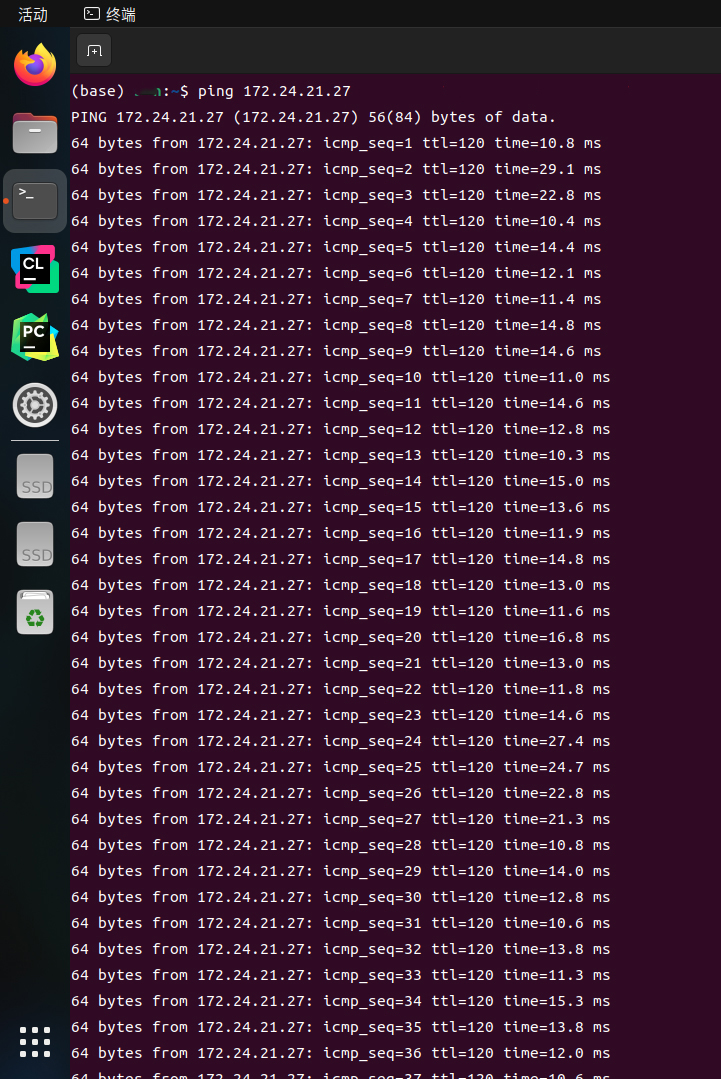 活动 终端
(base) :~$ ping 172.24.21.27
PING 172.24.21.27 (172.24.21.27) 56(84) bytes of data.
64 bytes from 172.24.21.27: icmp_seq=1 ttl=120 time=10.8 ms
64 bytes from 172.24.21.27: icmp_seq=2 ttl=120 time=29.1 ms
64 bytes from 172.24.21.27: icmp_seq=3 ttl=120 time=22.8 ms
64 bytes from 172.24.21.27: icmp_seq=4 ttl=120 time=10.4 ms
64 bytes from 172.24.21.27: icmp_seq=5 ttl=120 time=14.4 ms
64 bytes from 172.24.21.27: icmp_seq=6 ttl=120 time=12.1 ms
64 bytes from 172.24.21.27: icmp_seq=7 ttl=120 time=11.4 ms
64 bytes from 172.24.21.27: icmp_seq=8 ttl=120 time=14.8 ms
64 bytes from 172.24.21.27: icmp_seq=9 ttl=120 time=14.6 ms
64 bytes from 172.24.21.27: icmp_seq=10 ttl=120 time=11.0 ms
64 bytes from 172.24.21.27: icmp_seq=11 ttl=120 time=14.6 ms
64 bytes from 172.24.21.27: icmp_seq=12 ttl=120 time=12.8 ms
64 bytes from 172.24.21.27: icmp_seq=13 ttl=120 time=10.3 ms
64 bytes from 172.24.21.27: icmp_seq=14 ttl=120 time=15.0 ms
64 bytes from 172.24.21.27: icmp_seq=15 ttl=120 time=13.6 ms
64 bytes from 172.24.21.27: icmp_seq=16 ttl=120 time=11.9 ms
64 bytes from 172.24.21.27: icmp_seq=17 ttl=120 time=14.8 ms
64 bytes from 172.24.21.27: icmp_seq=18 ttl=120 time=13.0 ms
64 bytes from 172.24.21.27: icmp_seq=19 ttl=120 time=11.6 ms
64 bytes from 172.24.21.27: icmp_seq=20 ttl=120 time=16.8 ms
64 bytes from 172.24.21.27: icmp_seq=21 ttl=120 time=13.0 ms
64 bytes from 172.24.21.27: icmp_seq=22 ttl=120 time=11.8 ms
64 bytes from 172.24.21.27: icmp_seq=23 ttl=120 time=14.6 ms
64 bytes from 172.24.21.27: icmp_seq=24 ttl=120 time=27.4 ms
64 bytes from 172.24.21.27: icmp_seq=25 ttl=120 time=24.7 ms
64 bytes from 172.24.21.27: icmp_seq=26 ttl=120 time=22.8 ms
64 bytes from 172.24.21.27: icmp_seq=27 ttl=120 time=21.3 ms
64 bytes from 172.24.21.27: icmp_seq=28 ttl=120 time=10.8 ms
64 bytes from 172.24.21.27: icmp_seq=29 ttl=120 time=14.0 ms
64 bytes from 172.24.21.27: icmp_seq=30 ttl=120 time=12.8 ms
64 bytes from 172.24.21.27: icmp_seq=31 ttl=120 time=10.6 ms
64 bytes from 172.24.21.27: icmp_seq=32 ttl=120 time=13.8 ms
64 bytes from 172.24.21.27: icmp_seq=33 ttl=120 time=11.3 ms
64 bytes from 172.24.21.27: icmp_seq=34 ttl=120 time=15.3 ms
64 bytes from 172.24.21.27: icmp_seq=35 ttl=120 time=13.8 ms
64 bytes from 172.24.21.27: icmp_seq=36 ttl=120 time=12.0 ms
64 bytes from 172.24.21.27: icmp_seq=37 ttl=120 time=10.6 ms
>_
CL
PC
SSD
SSD